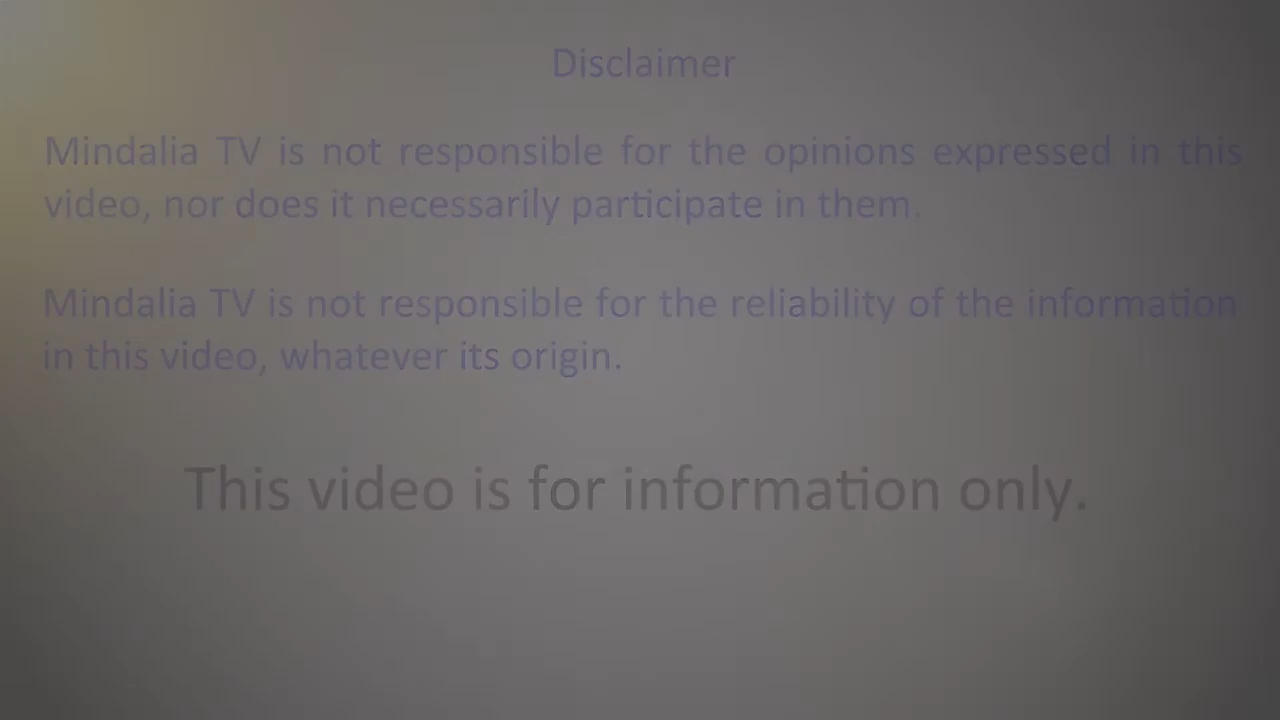 Disclaimer
Mindalia TV is not responsible for the opinions expressed in this
video, nor does it necessarily participate in them.
Mindalia TV is not responsible for the reliability of the information
in this video, whatever its origin.
This video is for information only.